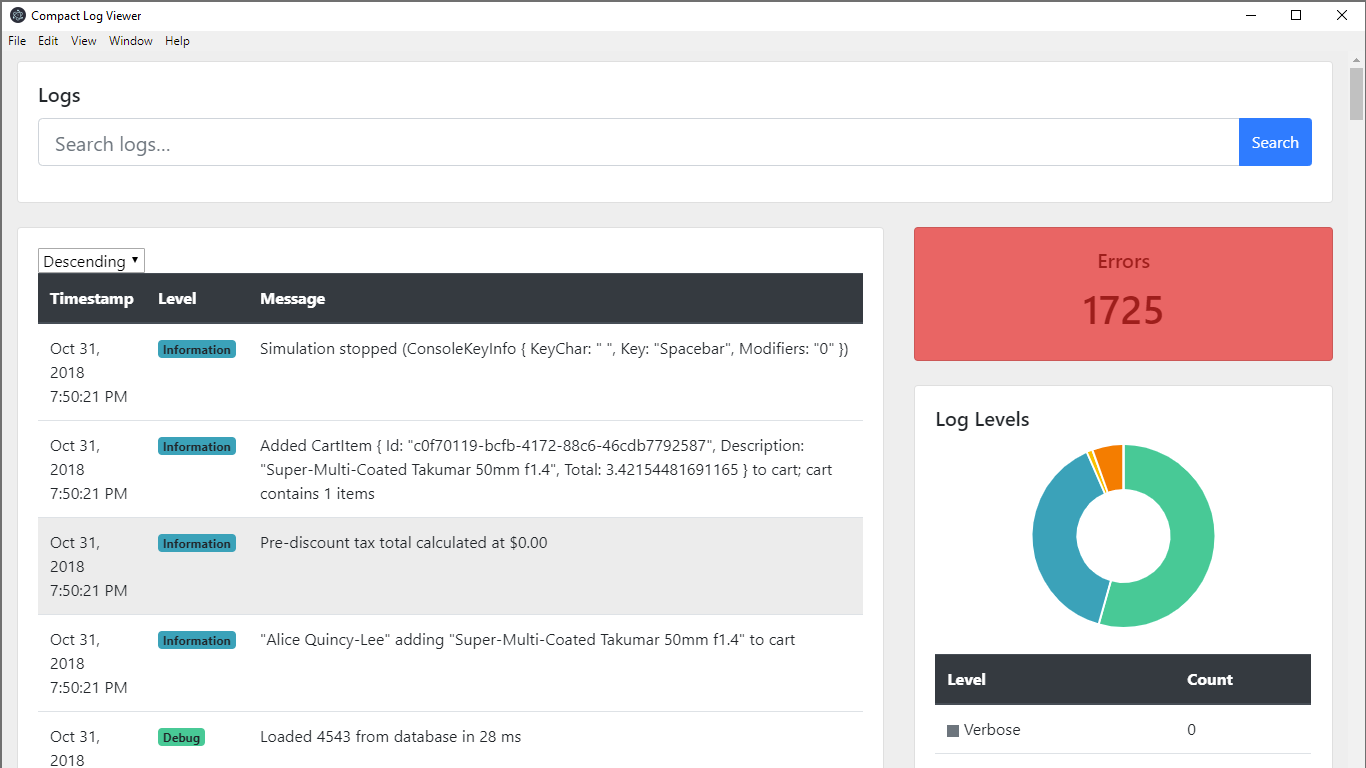 Compact Log Viewer
File Edit View Window Help
Logs
Search logs...
Search
Descending
Timestamp Level Message
Oct 31,
2018
7:50:21 PM
Information
Simulation stopped (ConsoleKeyInfo { KeyChar: " ", Key: "Spacebar", Modifiers: "0" })
Oct 31,
2018
7:50:21 PM
Information
Added CartItem { Id: "c0f70119-bcfb-4172-88c6-46cdb7792587", Description:
"Super-Multi-Coated Takumar 50mm f1.4", Total: 3.42154481691165 } to cart; cart
contains 1 items
Oct 31,
2018
7:50:21 PM
Information
Pre-discount tax total calculated at $0.00
Oct 31,
2018
7:50:21 PM
Information
"Alice Quincy-Lee" adding "Super-Multi-Coated Takumar 50mm f1.4" to cart
Oct 31,
2018
Debug
Loaded 4543 from database in 28 ms
Errors
1725
Log Levels
Level Count
Verbose 0